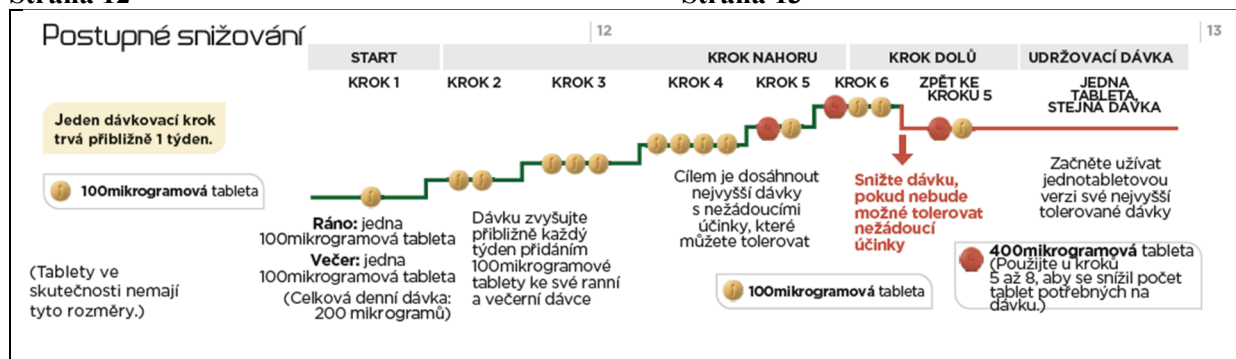 Strana 12
Strana 13
Postupné snižování
12
13
START
KROK NAHORU
KROK DOLŮ
UDRŽOVACÍ DÁVKA
KROK 1
KROK 2
KROK 3
KROK 4
KROK 5
KROK 6
ZPĚT KE
KROKU 5
JEDNA
TABLETA,
STEJNÁ DÁVKA
Jeden dávkovací krok
trvá přibližně 1 týden.
100mikrogramová tableta
Ráno: jedna
100mikrogramová tableta
Večer: jedna
100mikrogramová tableta
(Celková denní dávka:
200 mikrogramů)
Dávku zvyšujte
přibližně každý
týden přidáním
100mikrogramové
tablety ke své ranní
a večerní dávce
Cílem je dosáhnout
nejvyšší dávky
s nežádoucími
účinky, které
můžete tolerovat
Snižte dávku,
pokud nebude
možné tolerovat
nežádoucí
účinky
Začněte užívat
jednotabletovou
verzi své nejvyšší
tolerované dávky
(Tablety ve
skutečnosti nemají
tyto rozměry.)
100mikrogramová tableta
400mikrogramová tableta
(Použijte u kroků
5 až 8, aby se snížil počet
tablet potřebných na
dávku.)